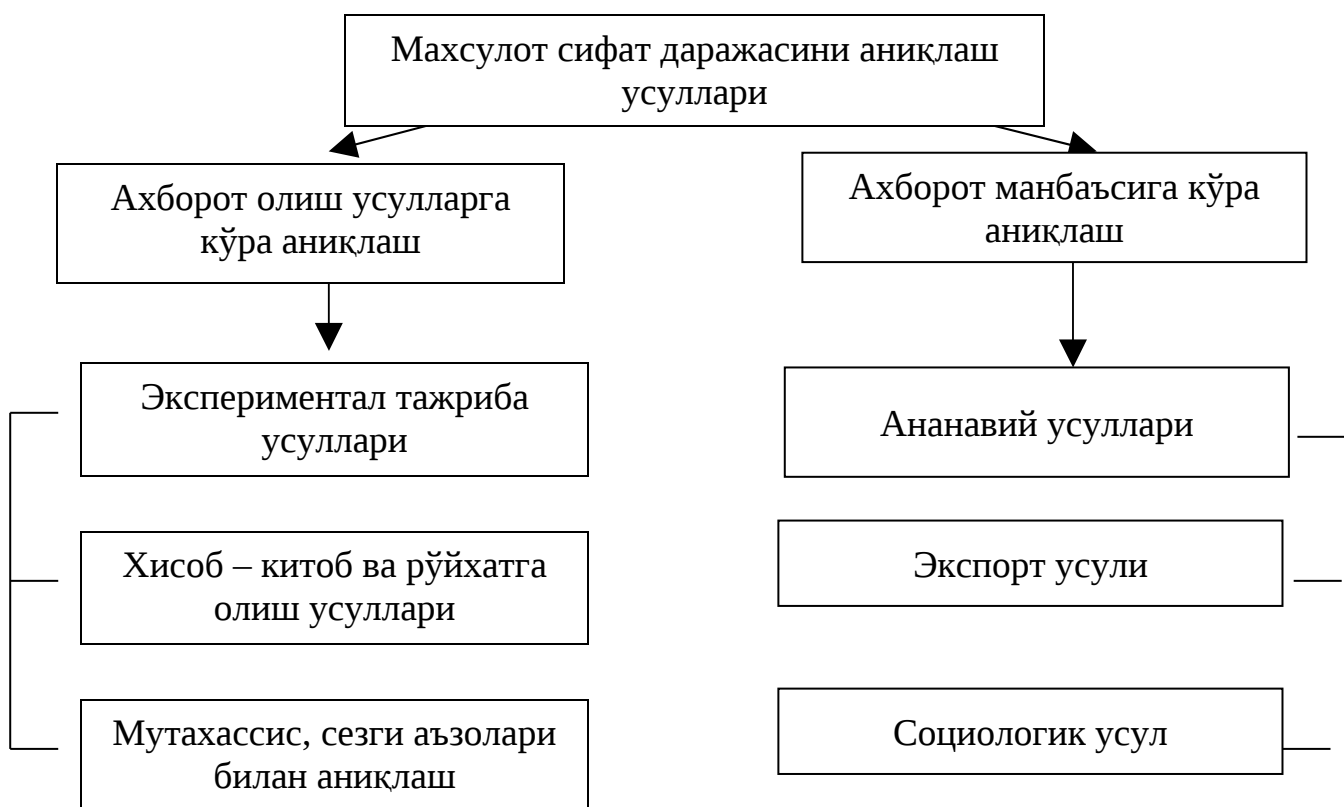 Махсулот сифат даражасини аниқлаш
усуллари
Ахборот олиш усулларга
кўра аниқлаш
Ахборот манбаъсига кўра
аниқлаш
Экспериментал тажриба
усуллари
Ананавий усуллари
Хисоб – китоб ва рўйхатга
олиш усуллари
Экспорт усули
Мутахассис, сезги аъзолари
билан аниқлаш
Социологик усул